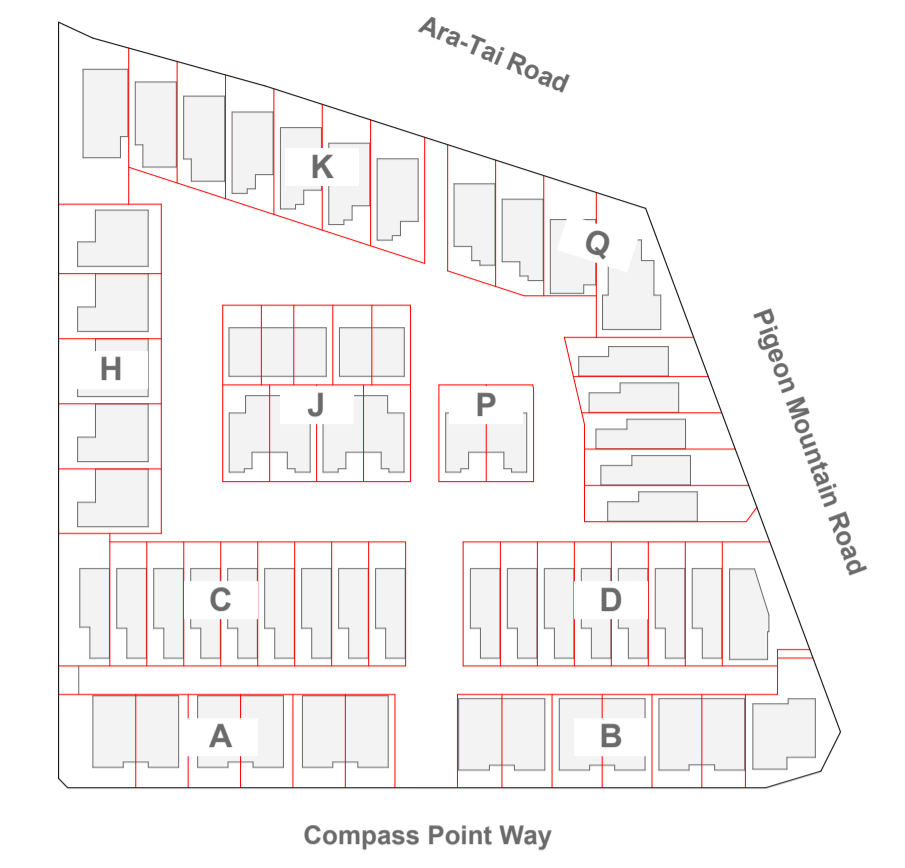 Ara-Tai Road
K
Q
H
Pigeon Mountain Road
J
P
C
D
A
B
Compass Point Way